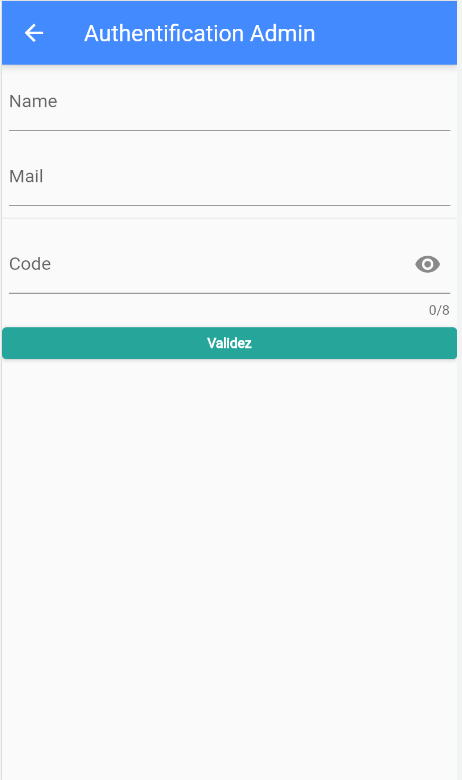 Authentification Admin
Name
Mail
Code
0/8
Validez